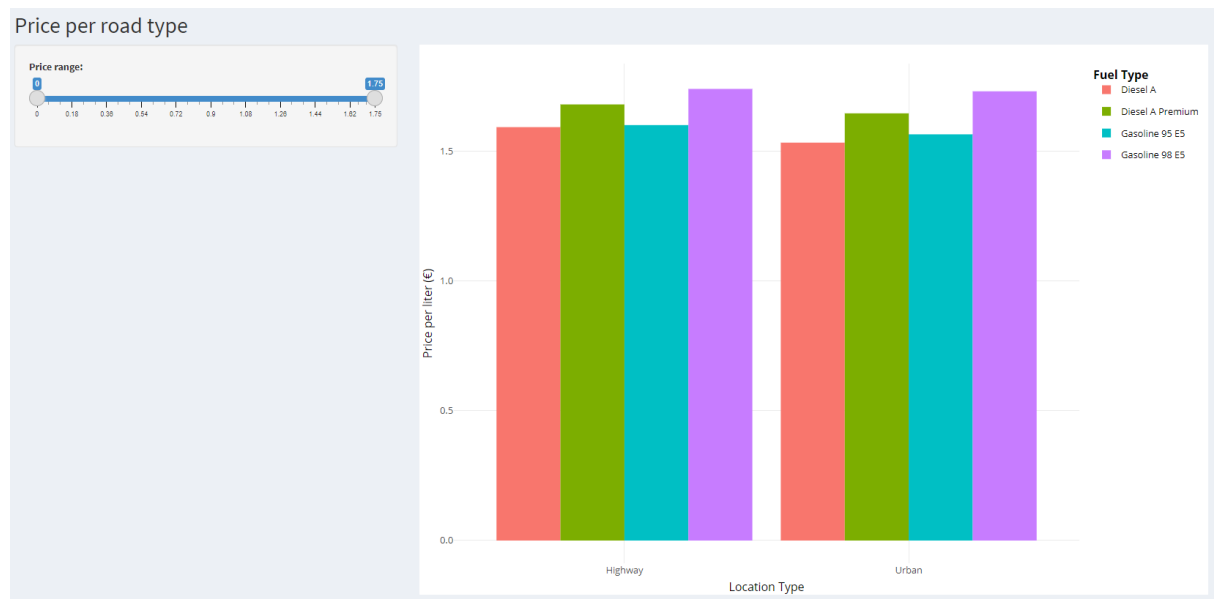 Price per road type
Price range:
0 1.75
0 0.18 0.36 0.54 0.72 0.9 1.08 1.26 1.44 1.62 1.75
Fuel Type
Diesel A
Diesel A Premium
Gasoline 95 E5
Gasoline 98 E5
Price per liter (€)
1.5
1.0
0.5
0.0
Highway Urban
Location Type